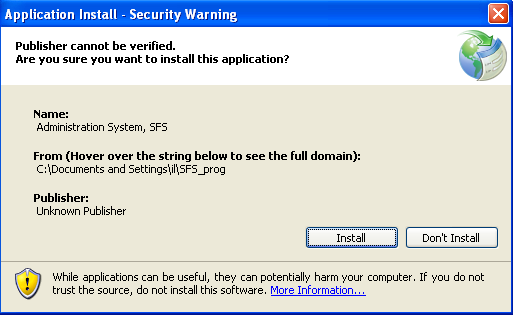 Application Install - Security Warning
Publisher cannot be verified.
Are you sure you want to install this application?
Name:
Administration System, SFS
From (Hover over the string below to see the full domain):
C:\Documents and Settings\il\SFS_prog
Publisher:
Unknown Publisher
Install
Don't Install
While applications can be useful, they can potentially harm your computer. If you do not
trust the source, do not install this software. More Information...